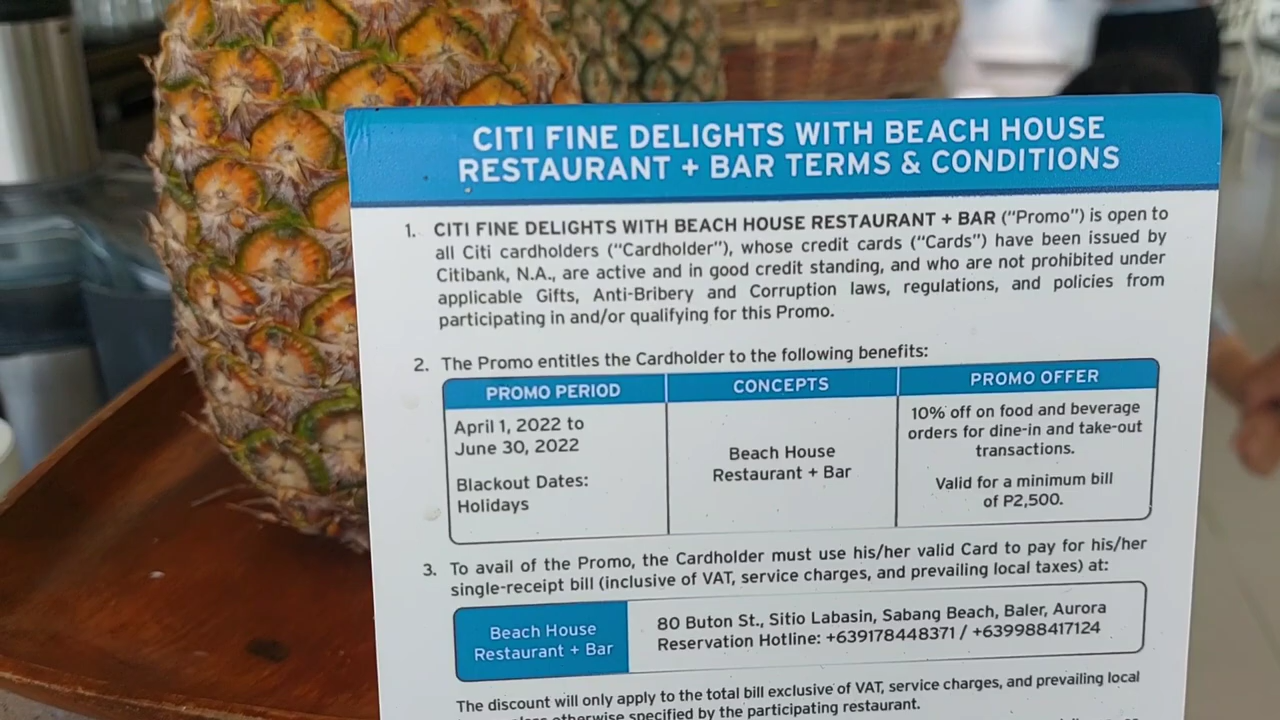 CITI FINE DELIGHTS WITH BEACH HOUSE
RESTAURANT + BAR TERMS & CONDITIONS
1. CITI FINE DELIGHTS WITH BEACH HOUSE RESTAURANT + BAR (“Promo”) is open to
all Citi cardholders (“Cardholder”), whose credit cards (“Cards”) have been issued by
Citibank, N.A., are active and in good credit standing, and who are not prohibited under
applicable Gifts, Anti-Bribery and Corruption laws, regulations, and policies from
participating in and/or qualifying for this Promo.
2. The Promo entitles the Cardholder to the following benefits:
PROMO PERIOD
April 1, 2022 to
June 30, 2022
Blackout Dates:
Holidays
CONCEPTS
Beach House
Restaurant + Bar
PROMO OFFER
10% off on food and beverage
orders for dine-in and take-out
transactions.
Valid for a minimum bill
of P2,500.
3. To avail of the Promo, the Cardholder must use his/her valid Card to pay for his/her
single-receipt bill (inclusive of VAT, service charges, and prevailing local taxes) at:
Beach House
Restaurant + Bar
80 Buton St., Sitio Labasin, Sabang Beach, Baler, Aurora
Reservation Hotline: +639178448371 / +639988417124
The discount will only apply to the total bill exclusive of VAT, service charges, and prevailing local
otherwise specified by the participating restaurant.